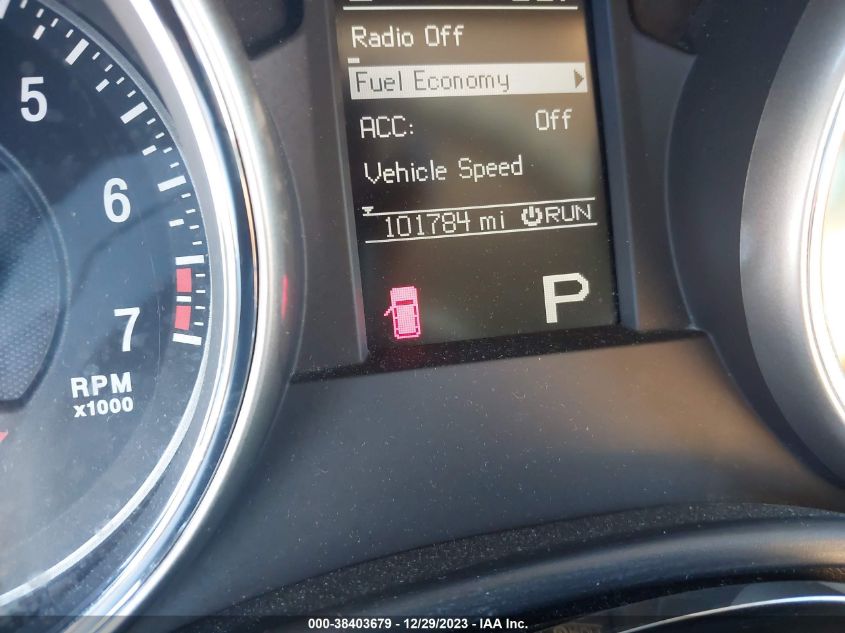 Radio Off
Fuel Economy
ACC: Off
Vehicle Speed
101784 mi RUN
P
5
6
7
RPM
x1000
000-38403679 • 12/29/2023 • IAA Inc.